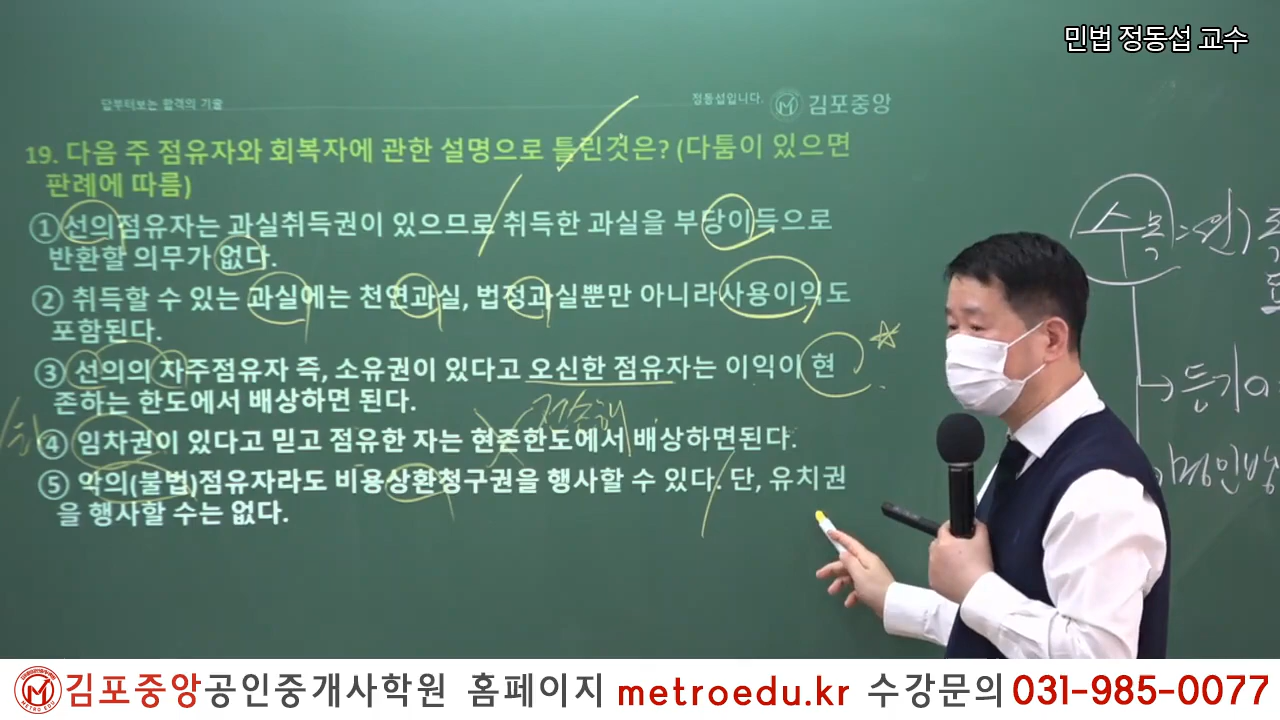 민법 정동섭 교수
답부터보는 합격의 기술
정동섭입니다.
김포중앙
19. 다음 주 점유자와 회복자에 관한 설명으로 틀린것은? (다툼이 있으면
판례에 따름)
① 선의점유자는 과실취득권이 있으므로 취득한 과실을 부당이득으로
반환할 의무가 없다.
② 취득할 수 있는 과실에는 천연과실, 법정과실뿐만 아니라사용이익도
포함된다.
③ 선의의 자주점유자 즉, 소유권이 있다고 오신한 점유자는 이익이 현
존하는 한도에서 배상하면 된다.
④ 임차권이 있다고 믿고 점유한 자는 현존한도에서 배상하면된다.
전손해
⑤ 악의(불법)점유자라도 비용상환청구권을 행사할 수 있다. 단, 유치권
을 행사할 수는 없다.
수목
김포중앙공인중개사학원 홈페이지 metroedu.kr 수강문의 031-985-0077